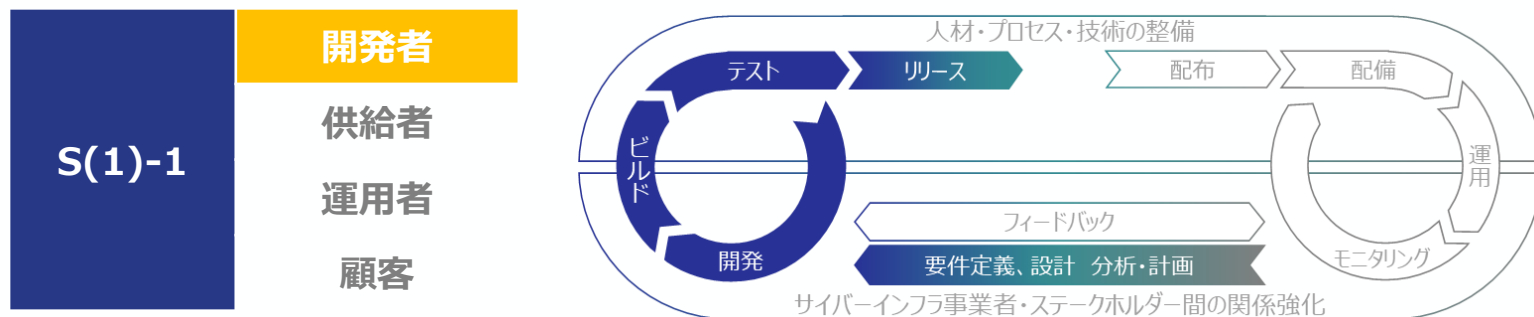 S(1)-1
開発者
供給者
運用者
顧客
人材・プロセス・技術の整備
テスト
リリース
配布
配備
ビルド
運用
フィードバック
開発
要件定義、設計 分析・計画
モニタリング
サイバーインフラ事業者・ステークホルダー間の関係強化